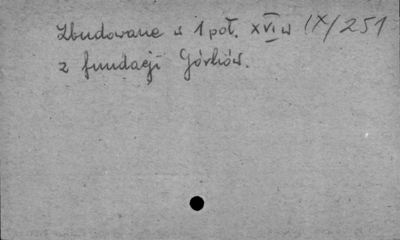 Zbudowane w 1 poł. XVI w IX/251
z fundacji Górków.